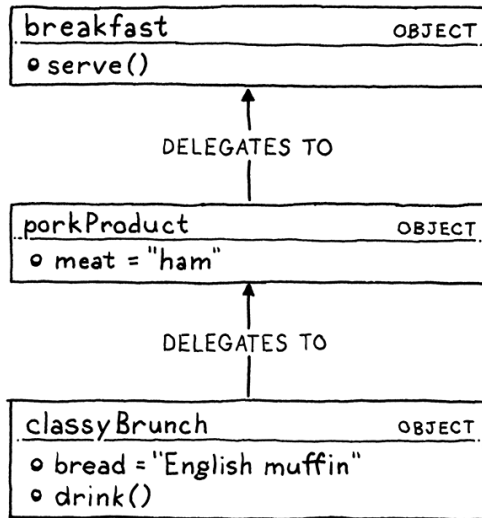 breakfast OBJECT
serve()
DELEGATES TO
porkProduct OBJECT
meat = "ham"
DELEGATES TO
classyBrunch OBJECT
bread = "English muffin"
drink()